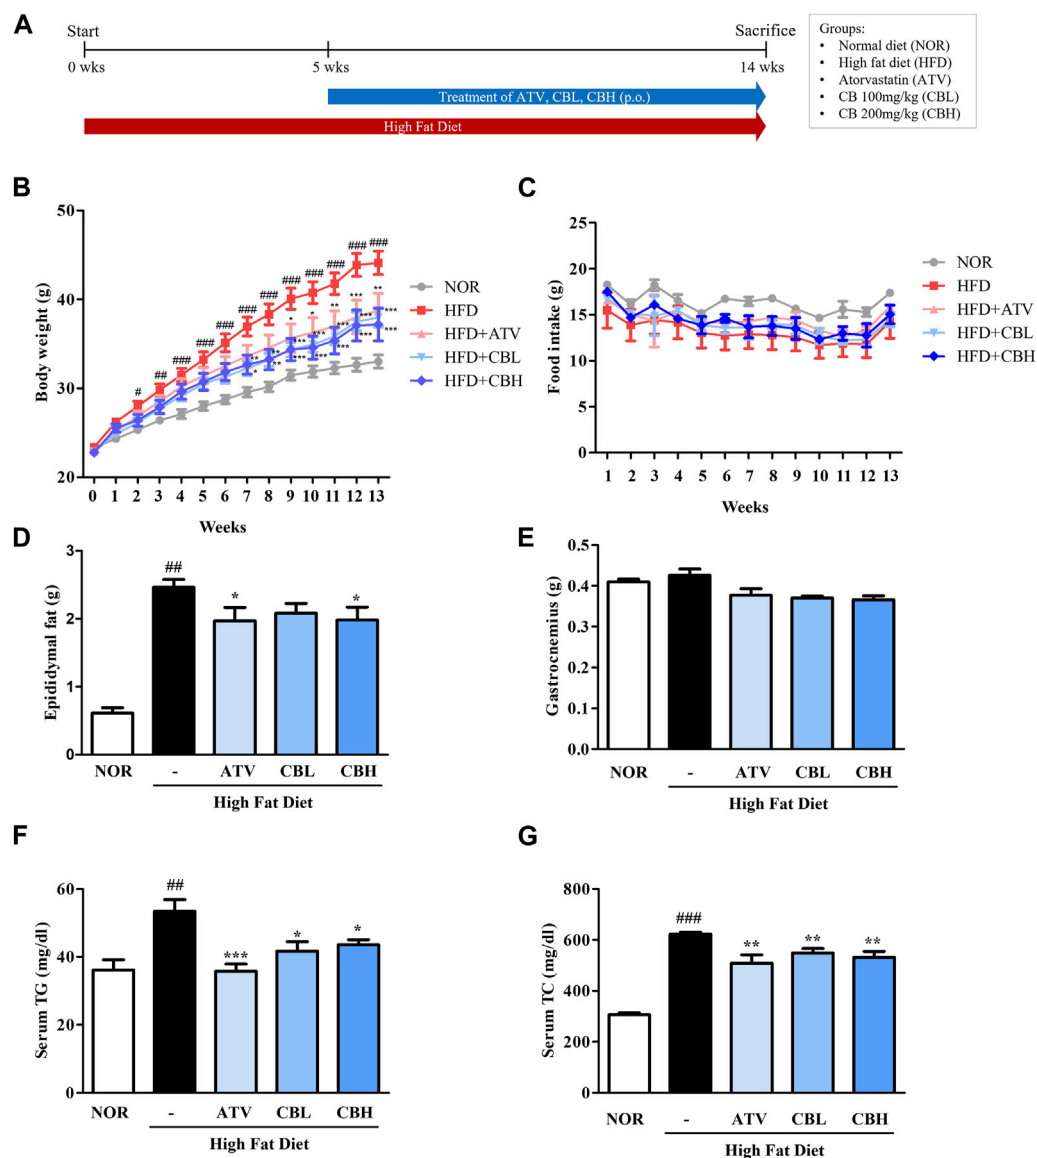 A
Start
Sacrifice
0 wks
5 wks
14 wks
Treatment of ATV, CBL, CBH (p.o.)
High Fat Diet
Groups:
• Normal diet (NOR)
• High fat diet (HFD)
• Atorvastatin (ATV)
• CB 100mg/kg (CBL)
• CB 200mg/kg (CBH)
B
Body weight (g)
50
40
30
20
# ## ### ### ### ### ### ### ### ### ### ###
0 1 2 3 4 5 6 7 8 9 10 11 12 13
Weeks
NOR
HFD
HFD+ATV
HFD+CBL
HFD+CBH
C
Food intake (g)
25
20
15
10
5
0
1 2 3 4 5 6 7 8 9 10 11 12 13
Weeks
NOR
HFD
HFD+ATV
HFD+CBL
HFD+CBH
D
Epididymal fat (g)
3
2
1
0
## * *
NOR - ATV CBL CBH
High Fat Diet
E
Gastrocnemius (g)
0.5
0.4
0.3
0.2
0.1
0.0
NOR - ATV CBL CBH
High Fat Diet
F
Serum TG (mg/dl)
60
40
20
0
## *** * *
NOR - ATV CBL CBH
High Fat Diet
G
Serum TC (mg/dl)
800
600
400
200
0
### ** ** **
NOR - ATV CBL CBH
High Fat Diet